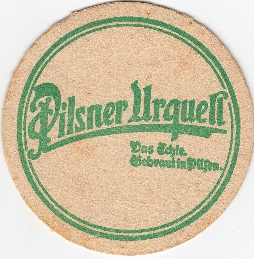 Pilsner Urquell
Das Echte.
Gebraut in Pilsen.